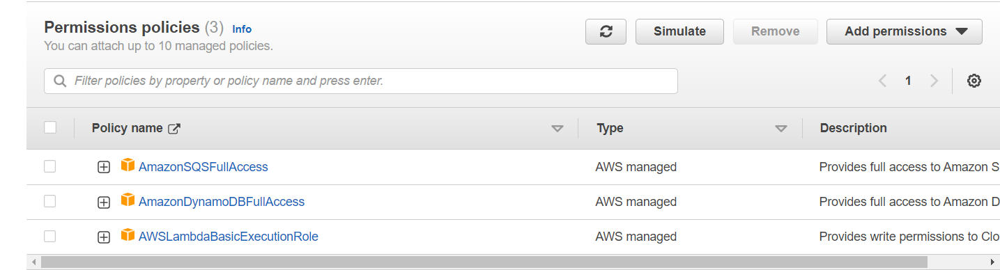 Permissions policies (3) Info
You can attach up to 10 managed policies.
Simulate
Remove
Add permissions
Filter policies by property or policy name and press enter.
1
Policy name
Type
Description
AmazonSQSFullAccess
AWS managed
Provides full access to Amazon S
AmazonDynamoDBFullAccess
AWS managed
Provides full access to Amazon D
AWSLambdaBasicExecutionRole
AWS managed
Provides write permissions to Clo